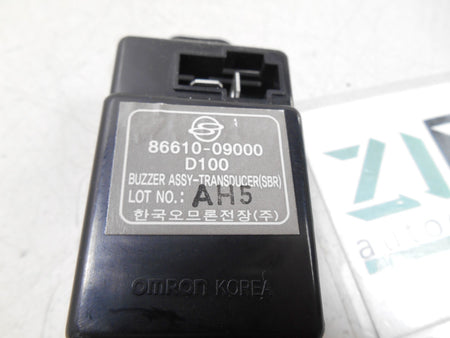 86610-09000
D100
BUZZER ASSY-TRANSDUCER(SBR)
LOT NO.: AH5
한국오므론전장(주)
omron KOREA